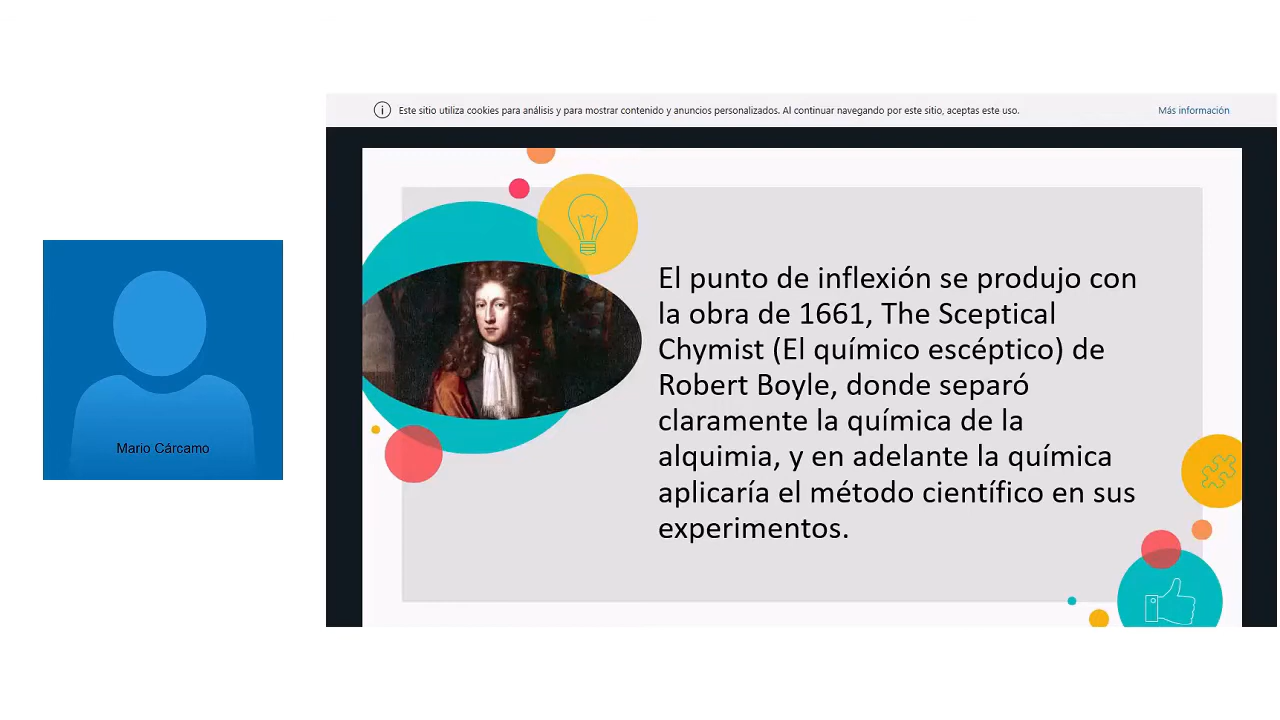 Este sitio utiliza cookies para análisis y para mostrar contenido y anuncios personalizados. Al continuar navegando por este sitio, aceptas este uso.
Más información
El punto de inflexión se produjo con
la obra de 1661, The Sceptical
Chymist (El químico escéptico) de
Robert Boyle, donde separó
claramente la química de la
alquimia, y en adelante la química
aplicaría el método científico en sus
experimentos.
Mario Cárcamo